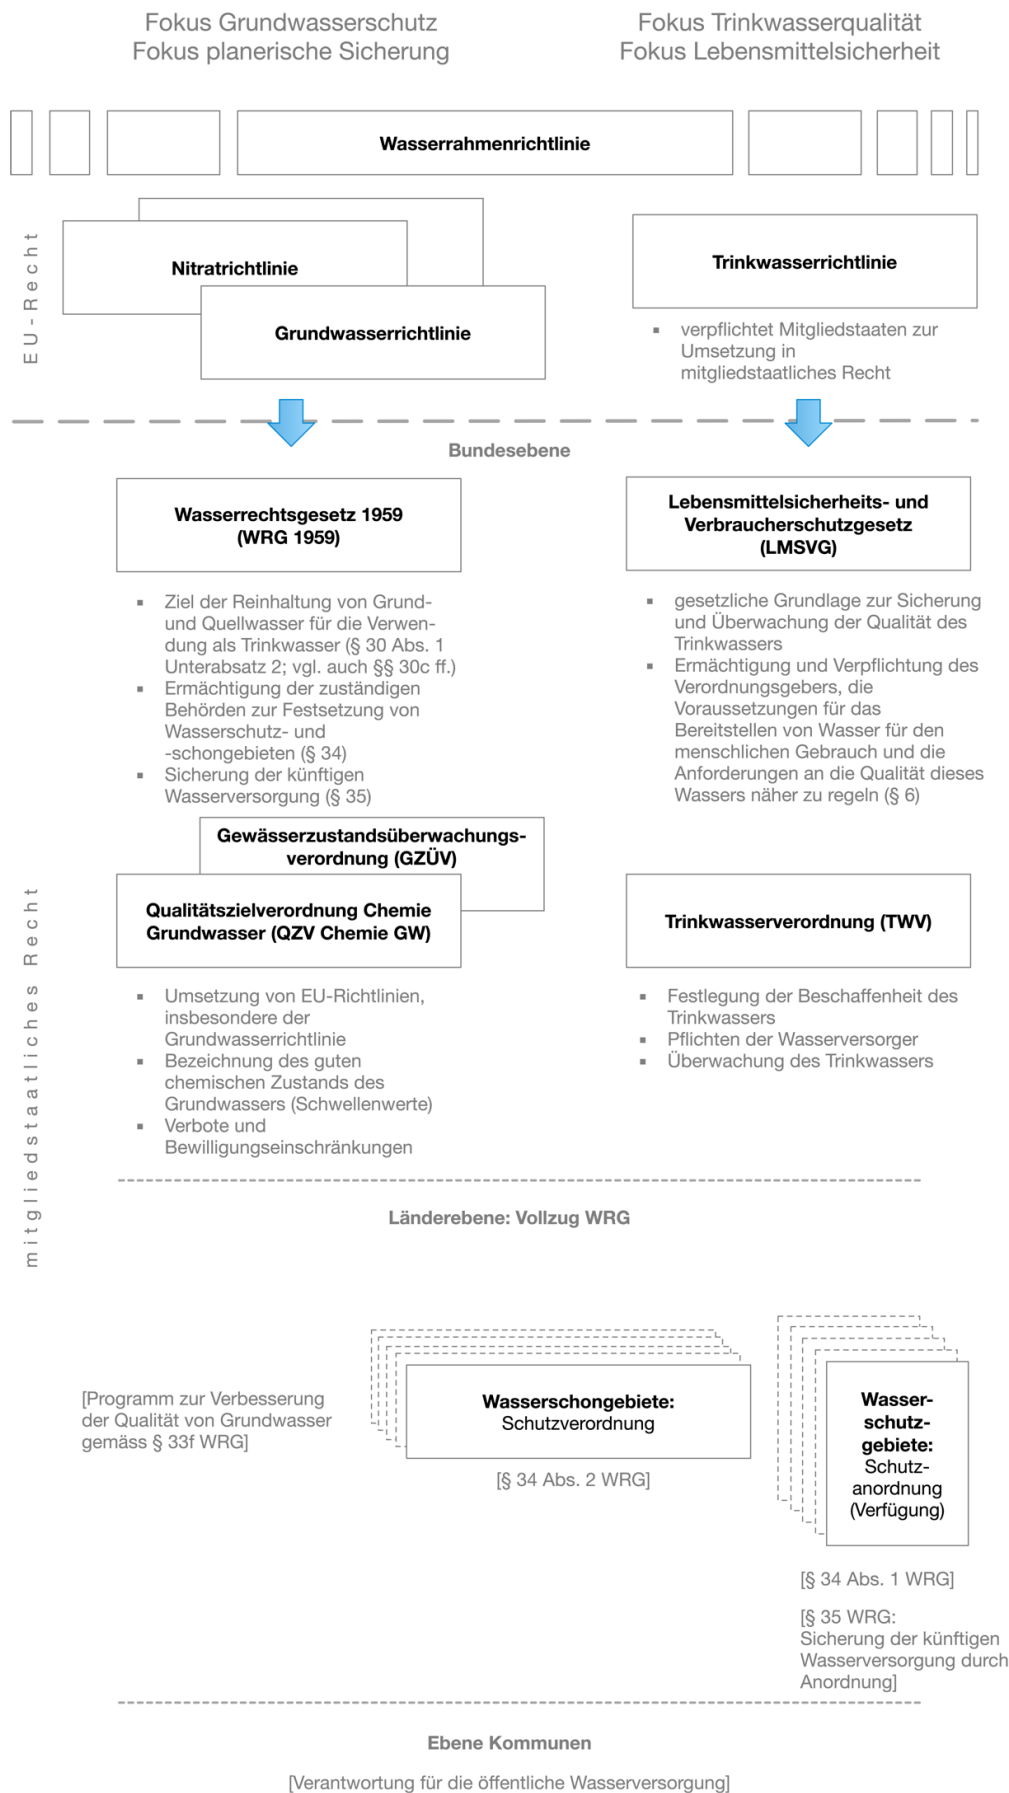 Fokus Grundwasserschutz
Fokus planerische Sicherung
Fokus Trinkwasserqualität
Fokus Lebensmittelsicherheit
Wasserrahmenrichtlinie
EU-Recht
Nitratrichtlinie
Grundwasserrichtlinie
Trinkwasserrichtlinie
▪ verpflichtet Mitgliedstaaten zur
Umsetzung in
mitgliedstaatliches Recht
Bundesebene
mitgliedstaatliches Recht
Wasserrechtsgesetz 1959
(WRG 1959)
▪ Ziel der Reinhaltung von Grund-
und Quellwasser für die Verwen-
dung als Trinkwasser (§ 30 Abs. 1
Unterabsatz 2; vgl. auch §§ 30c ff.)
▪ Ermächtigung der zuständigen
Behörden zur Festsetzung von
Wasserschutz- und
-schongebieten (§ 34)
▪ Sicherung der künftigen
Wasserversorgung (§ 35)
Lebensmittelsicherheits- und
Verbraucherschutzgesetz
(LMSVG)
▪ gesetzliche Grundlage zur Sicherung
und Überwachung der Qualität des
Trinkwassers
▪ Ermächtigung und Verpflichtung des
Verordnungsgebers, die
Voraussetzungen für das
Bereitstellen von Wasser für den
menschlichen Gebrauch und die
Anforderungen an die Qualität dieses
Wassers näher zu regeln (§ 6)
Gewässerzustandsüberwachungs-
verordnung (GZÜV)
Qualitätszielverordnung Chemie
Grundwasser (QZV Chemie GW)
▪ Umsetzung von EU-Richtlinien,
insbesondere der
Grundwasserrichtlinie
▪ Bezeichnung des guten
chemischen Zustands des
Grundwassers (Schwellenwerte)
▪ Verbote und
Bewilligungseinschränkungen
Trinkwasserverordnung (TWV)
▪ Festlegung der Beschaffenheit des
Trinkwassers
▪ Pflichten der Wasserversorger
▪ Überwachung des Trinkwassers
Länderebene: Vollzug WRG
[Programm zur Verbesserung
der Qualität von Grundwasser
gemäss § 33f WRG]
Wasserschongebiete:
Schutzverordnung
[§ 34 Abs. 2 WRG]
Wasser-
schutz-
gebiete:
Schutz-
anordnung
(Verfügung)
[§ 34 Abs. 1 WRG]
[§ 35 WRG:
Sicherung der künftigen
Wasserversorgung durch
Anordnung]
Ebene Kommunen
[Verantwortung für die öffentliche Wasserversorgung]